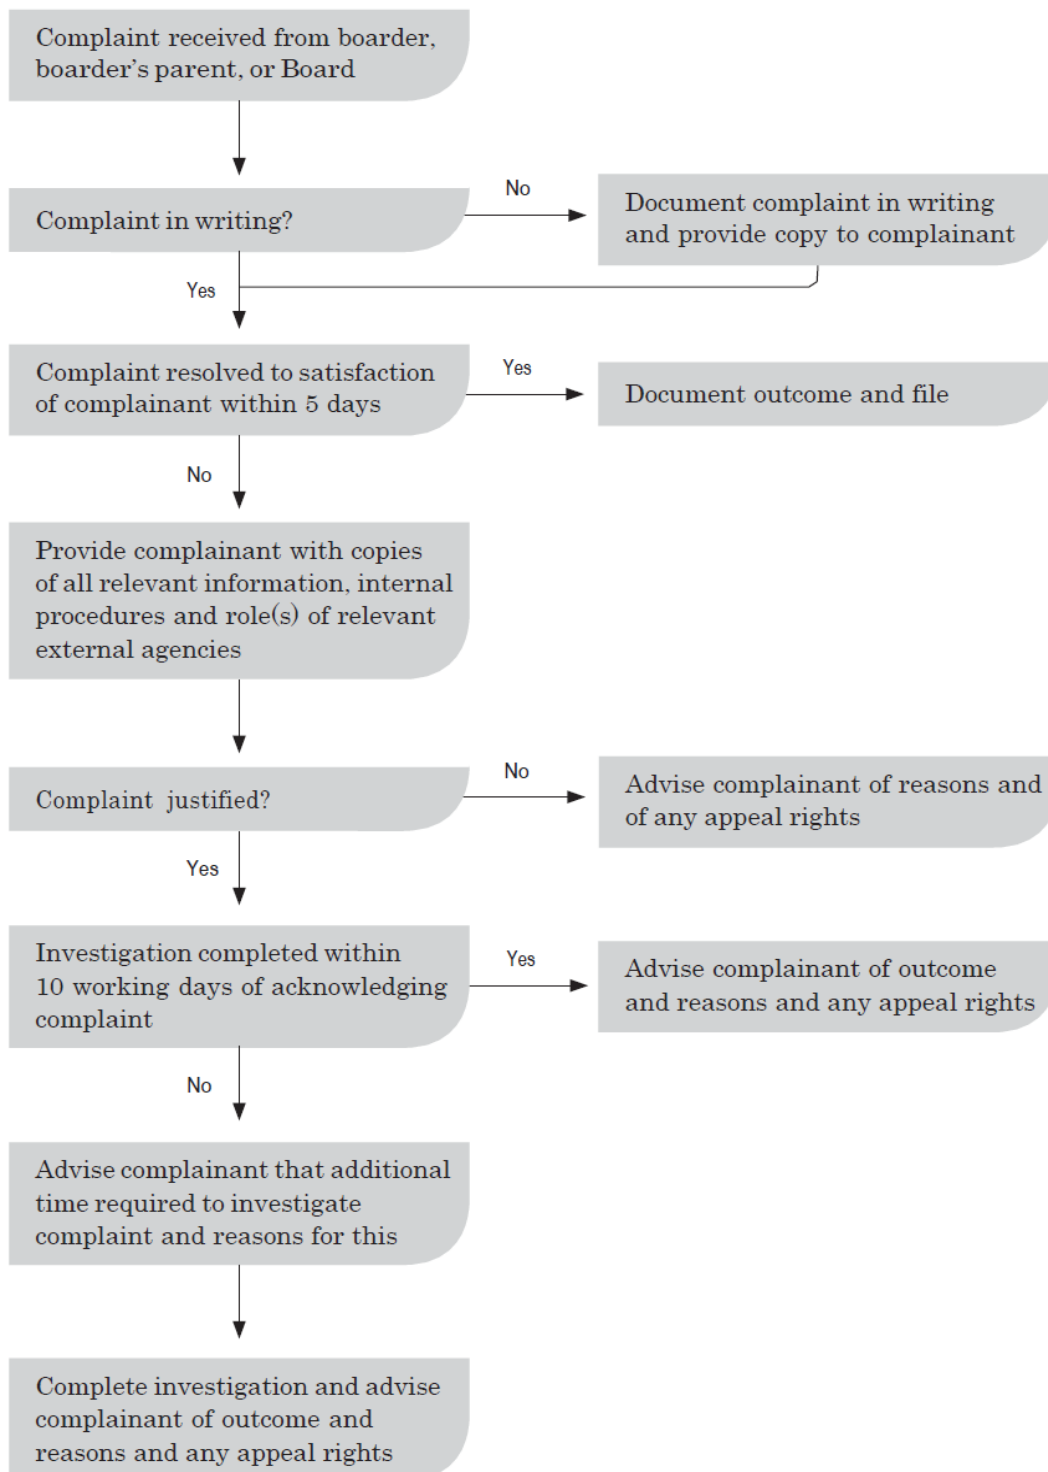 Complaint received from boarder,
boarder's parent, or Board
Complaint in writing?
No
Document complaint in writing
and provide copy to complainant
Yes
Complaint resolved to satisfaction
of complainant within 5 days
Yes
Document outcome and file
No
Provide complainant with copies
of all relevant information, internal
procedures and role(s) of relevant
external agencies
Complaint justified?
No
Advise complainant of reasons and
of any appeal rights
Yes
Investigation completed within
10 working days of acknowledging
complaint
Yes
Advise complainant of outcome
and reasons and any appeal rights
No
Advise complainant that additional
time required to investigate
complaint and reasons for this
Complete investigation and advise
complainant of outcome and
reasons and any appeal rights